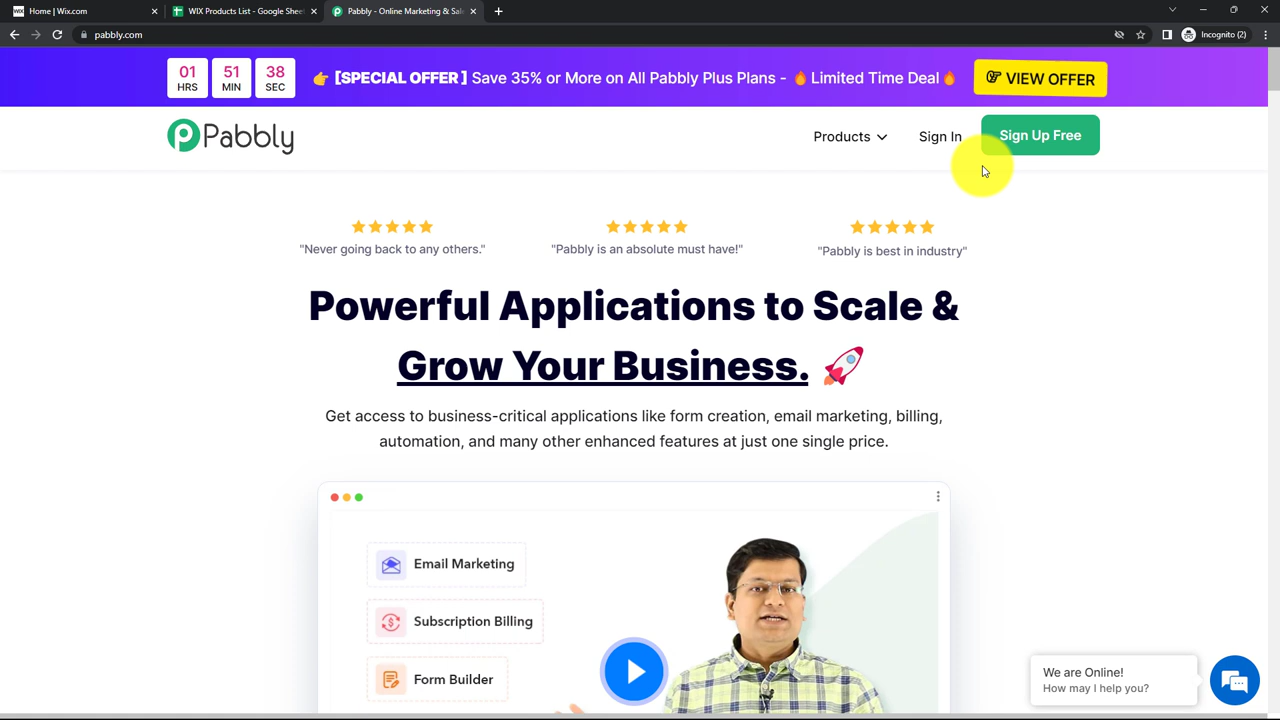 Home | Wix.com
WIX Products List - Google Sheet
Pabbly - Online Marketing & Sal
pabbly.com
Incognito (2)
01
HRS
51
MIN
38
SEC
👉 [SPECIAL OFFER ] Save 35% or More on All Pabbly Plus Plans - 🔥 Limited Time Deal🔥
VIEW OFFER
Pabbly
Products
Sign In
Sign Up Free
"Never going back to any others."
"Pabbly is an absolute must have!"
"Pabbly is best in industry"
Powerful Applications to Scale &
Grow Your Business. 🚀
Get access to business-critical applications like form creation, email marketing, billing,
automation, and many other enhanced features at just one single price.
Email Marketing
Subscription Billing
Form Builder
We are Online!
How may I help you?